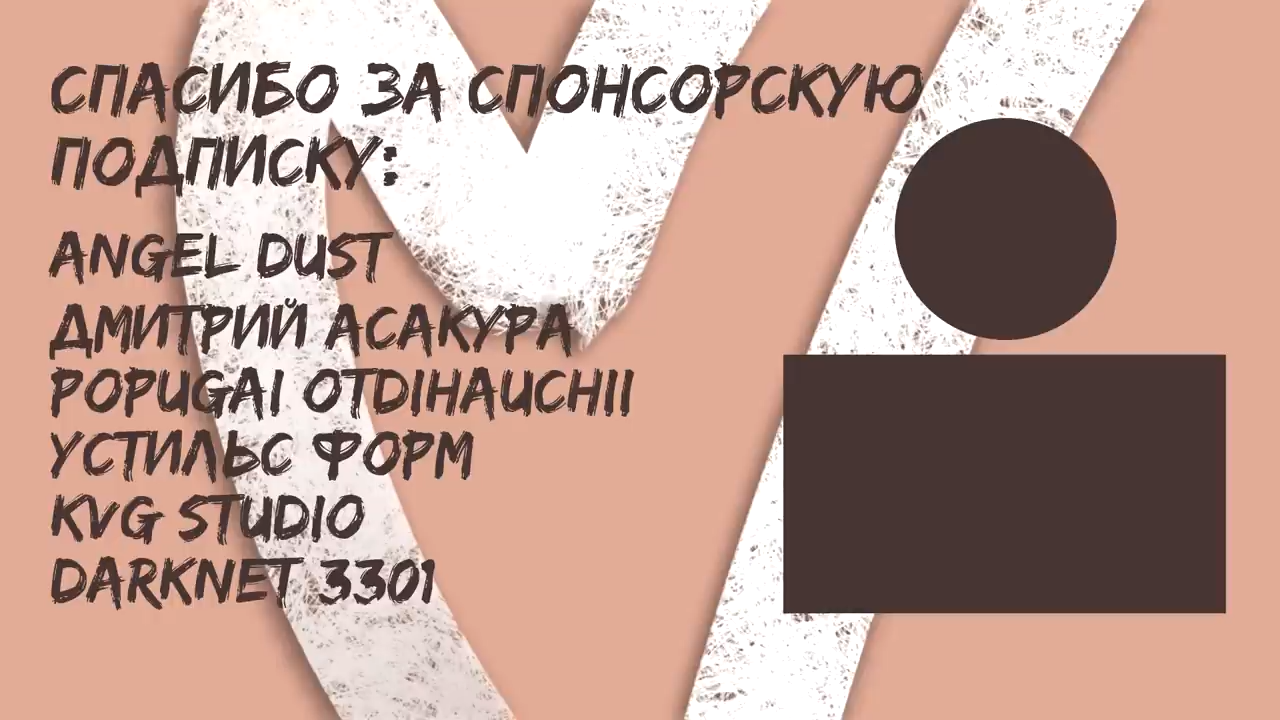 СПАСИБО ЗА СПОНСОРСКУЮ
ПОДПИСКУ:
ANGEL DUST
ДМИТРИЙ АСАКУРА
POPUGAI OTDIHAUCHII
УСТИЛЬС ФОРМ
KVG STUDIO
DARKNET 3301